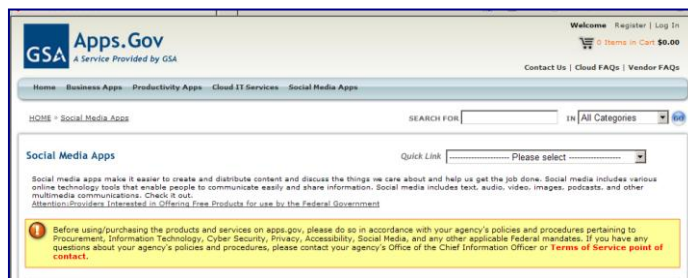 Welcome Register | Log In
GSA Apps.Gov
A Service Provided by GSA
0 Items in Cart $0.00
Contact Us | Cloud FAQs | Vendor FAQs
Home Business Apps Productivity Apps Cloud IT Services Social Media Apps
HOME » Social Media Apps SEARCH FOR IN All Categories GO
Social Media Apps Quick Link -------------------- Please select --------------------
Social media apps make it easier to create and distribute content and discuss the things we care about and help us get the job done. Social media includes various
online technology tools that enable people to communicate easily and share information. Social media includes text, audio, video, images, podcasts, and other
multimedia communications. Check it out.
Attention:Providers Interested in Offering Free Products for use by the Federal Government
Before using/purchasing the products and services on apps.gov, please do so in accordance with your agency's policies and procedures pertaining to
Procurement, Information Technology, Cyber Security, Privacy, Accessibility, Social Media, and any other applicable Federal mandates. If you have any
questions about your agency's policies and procedures, please contact your agency's Office of the Chief Information Officer or Terms of Service point of
contact.